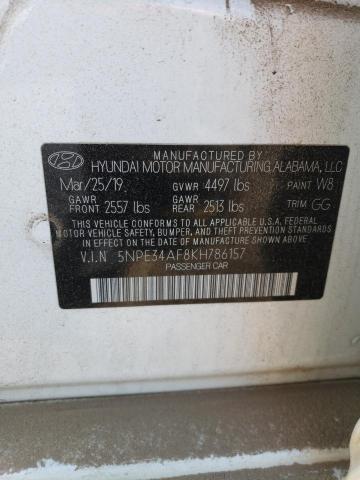 MANUFACTURED BY
HYUNDAI MOTOR MANUFACTURING ALABAMA, LLC
Mar/25/19 GVWR 4497 lbs PAINT W8
GAWR FRONT 2557 lbs GAWR REAR 2513 lbs TRIM GG
THIS VEHICLE CONFORMS TO ALL APPLICABLE U.S. FEDERAL
MOTOR VEHICLE SAFETY, BUMPER, AND THEFT PREVENTION
STANDARDS IN EFFECT ON THE DATE OF MANUFACTURE SHOWN ABOVE.
V.I.N 5NPE34AF8KH786157
PASSENGER CAR